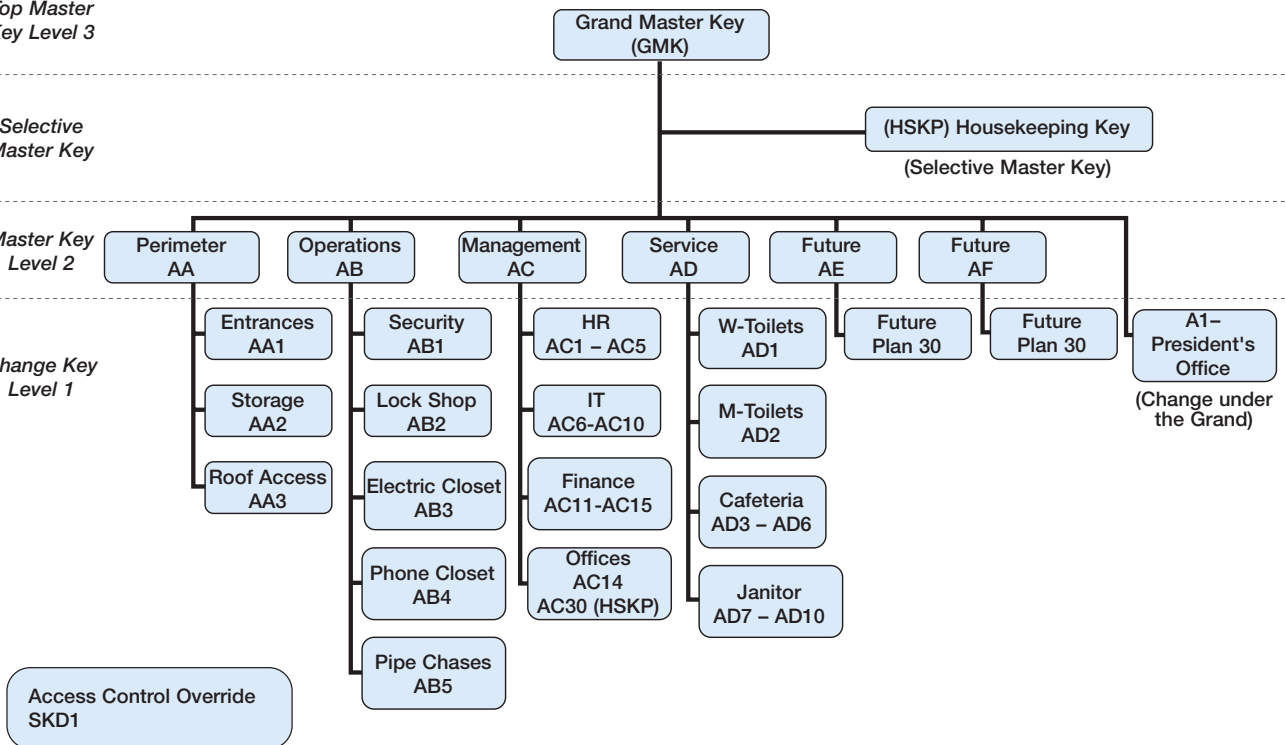 Top Master
Key Level 3
Grand Master Key
(GMK)
Selective
Master Key
(HSKP) Housekeeping Key
(Selective Master Key)
Master Key
Level 2
Perimeter
AA
Operations
AB
Management
AC
Service
AD
Future
AE
Future
AF
Change Key
Level 1
Entrances
AA1
Storage
AA2
Roof Access
AA3
Security
AB1
Lock Shop
AB2
Electric Closet
AB3
Phone Closet
AB4
Pipe Chases
AB5
HR
AC1 – AC5
IT
AC6-AC10
Finance
AC11-AC15
Offices
AC14
AC30 (HSKP)
W-Toilets
AD1
M-Toilets
AD2
Cafeteria
AD3 – AD6
Janitor
AD7 – AD10
Future
Plan 30
Future
Plan 30
A1–
President's
Office
(Change under
the Grand)
Access Control Override
SKD1